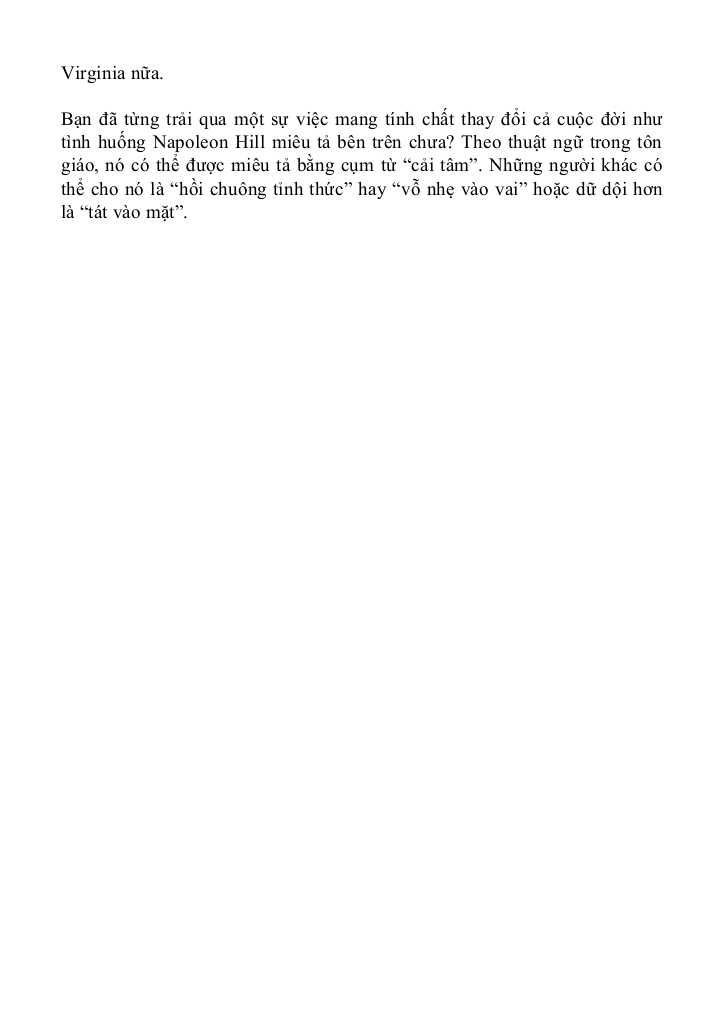 Virginia nữa.
Bạn đã từng trải qua một sự việc mang tính chất thay đổi cả cuộc đời như
tình huống Napoleon Hill miêu tả bên trên chưa? Theo thuật ngữ trong tôn
giáo, nó có thể được miêu tả bằng cụm từ “cải tâm”. Những người khác có
thể cho nó là “hồi chuông tỉnh thức” hay “vỗ nhẹ vào vai” hoặc dữ dội hơn
là “tát vào mặt”.